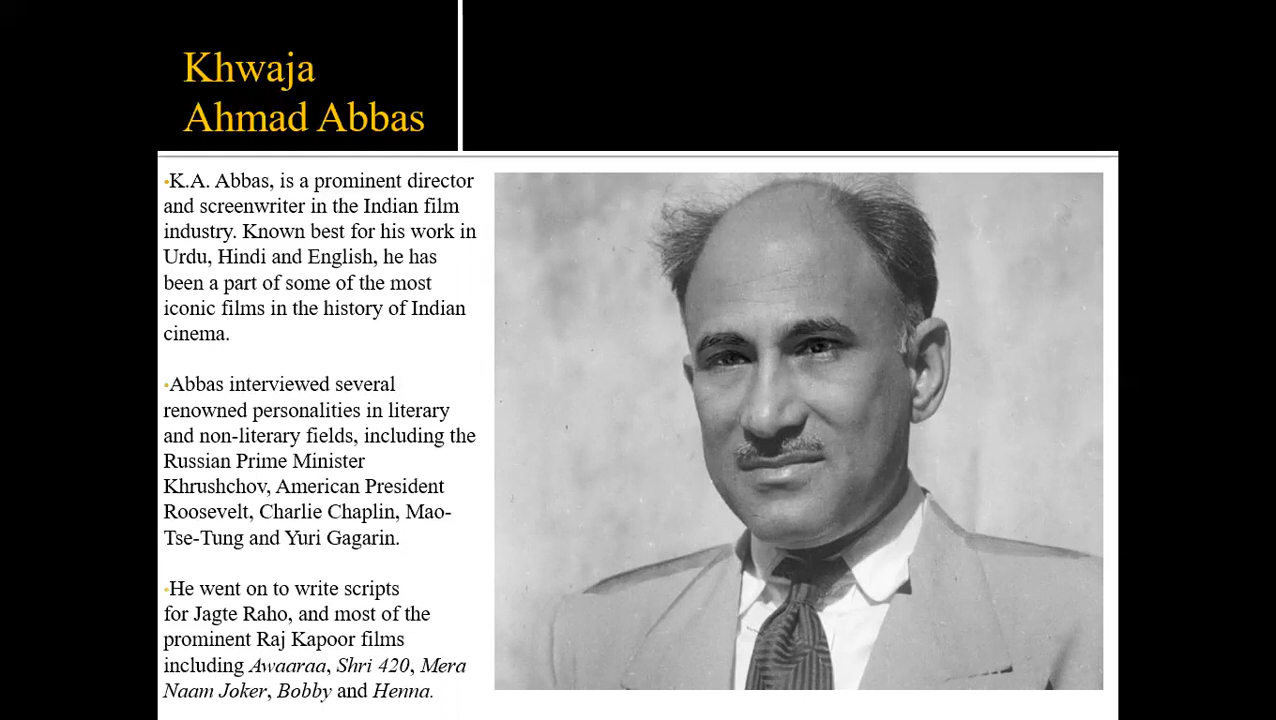 Khwaja
Ahmad Abbas
•K.A. Abbas, is a prominent director
and screenwriter in the Indian film
industry. Known best for his work in
Urdu, Hindi and English, he has
been a part of some of the most
iconic films in the history of Indian
cinema.
•Abbas interviewed several
renowned personalities in literary
and non-literary fields, including the
Russian Prime Minister
Khrushchov, American President
Roosevelt, Charlie Chaplin, Mao-
Tse-Tung and Yuri Gagarin.
•He went on to write scripts
for Jagte Raho, and most of the
prominent Raj Kapoor films
including Awaaraa, Shri 420, Mera
Naam Joker, Bobby and Henna.